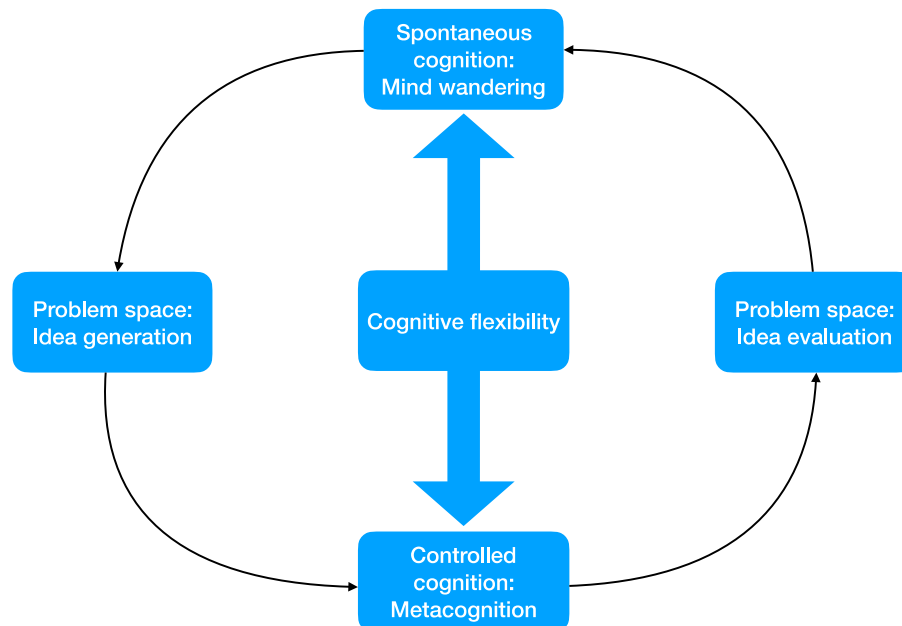 Spontaneous
cognition:
Mind wandering
Problem space:
Idea generation
Cognitive flexibility
Problem space:
Idea evaluation
Controlled
cognition:
Metacognition